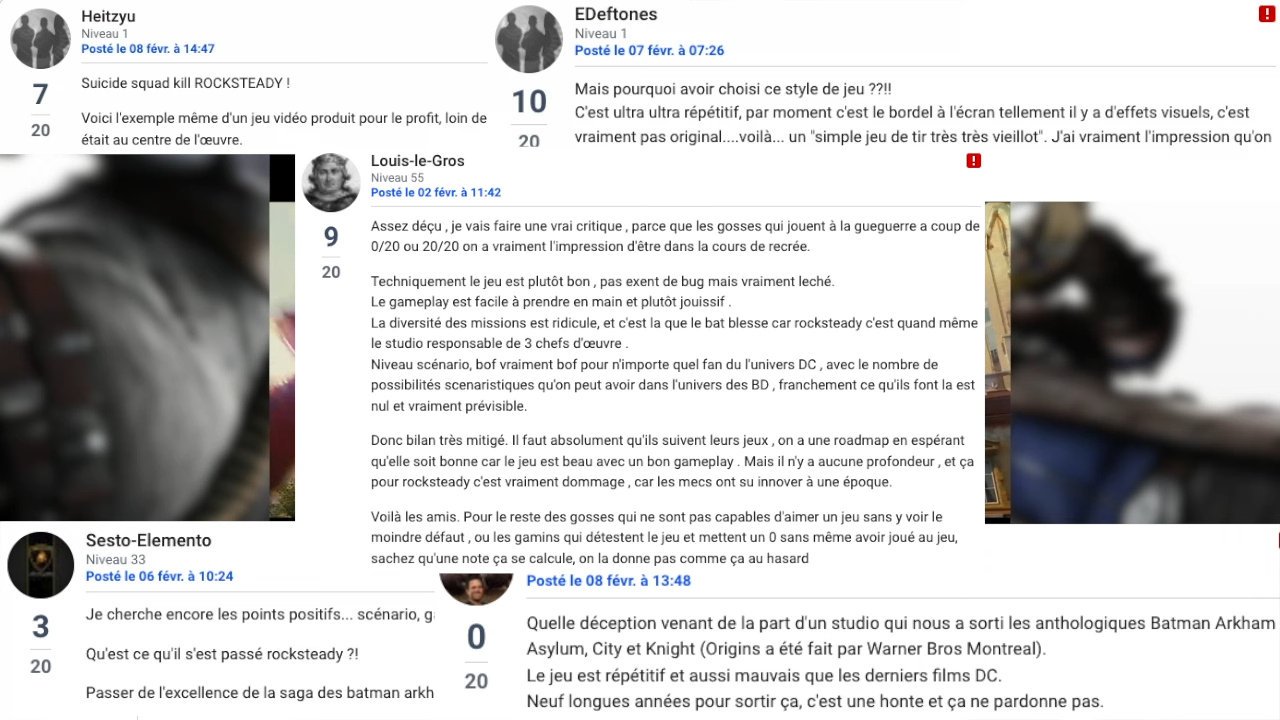 Heitzyu
Niveau 1
Posté le 08 févr. à 14:47
7
20
Suicide squad kill ROCKSTEADY !
Voici l'exemple même d'un jeu vidéo produit pour le profit, loin de
était au centre de l'œuvre.
EDeftones
Niveau 1
Posté le 07 févr. à 07:26
10
20
Mais pourquoi avoir choisi ce style de jeu ??!!
C'est ultra ultra répétitif, par moment c'est le bordel à l'écran tellement il y a d'effets visuels, c'est
vraiment pas original....voilà... un "simple jeu de tir très très vieillot". J'ai vraiment l'impression qu'on
Louis-le-Gros
Niveau 55
Posté le 02 févr. à 11:42
9
20
Assez déçu , je vais faire une vrai critique , parce que les gosses qui jouent à la gueguerre a coup de
0/20 ou 20/20 on a vraiment l'impression d'être dans la cours de recrée.
Techniquement le jeu est plutôt bon , pas exent de bug mais vraiment leché.
Le gameplay est facile à prendre en main et plutôt jouissif .
La diversité des missions est ridicule, et c'est la que le bat blesse car rocksteady c'est quand même
le studio responsable de 3 chefs d'œuvre .
Niveau scénario, bof vraiment bof pour n'importe quel fan du l'univers DC , avec le nombre de
possibilités scenaristiques qu'on peut avoir dans l'univers des BD , franchement ce qu'ils font la est
nul et vraiment prévisible.
Donc bilan très mitigé. Il faut absolument qu'ils suivent leurs jeux , on a une roadmap en espérant
qu'elle soit bonne car le jeu est beau avec un bon gameplay . Mais il n'y a aucune profondeur , et ça
pour rocksteady c'est vraiment dommage , car les mecs ont su innover à une époque.
Voilà les amis. Pour le reste des gosses qui ne sont pas capables d'aimer un jeu sans y voir le
moindre défaut , ou les gamins qui détestent le jeu et mettent un 0 sans même avoir joué au jeu,
sachez qu'une note ça se calcule, on la donne pas comme ça au hasard
Sesto-Elemento
Niveau 33
Posté le 06 févr. à 10:24
3
20
Je cherche encore les points positifs... scénario, g
Qu'est ce qu'il s'est passé rocksteady ?!
Passer de l'excellence de la saga des batman arkh
Posté le 08 févr. à 13:48
0
20
Quelle déception venant de la part d'un studio qui nous a sorti les anthologiques Batman Arkham
Asylum, City et Knight (Origins a été fait par Warner Bros Montreal).
Le jeu est répétitif et aussi mauvais que les derniers films DC.
Neuf longues années pour sortir ça, c'est une honte et ça ne pardonne pas.